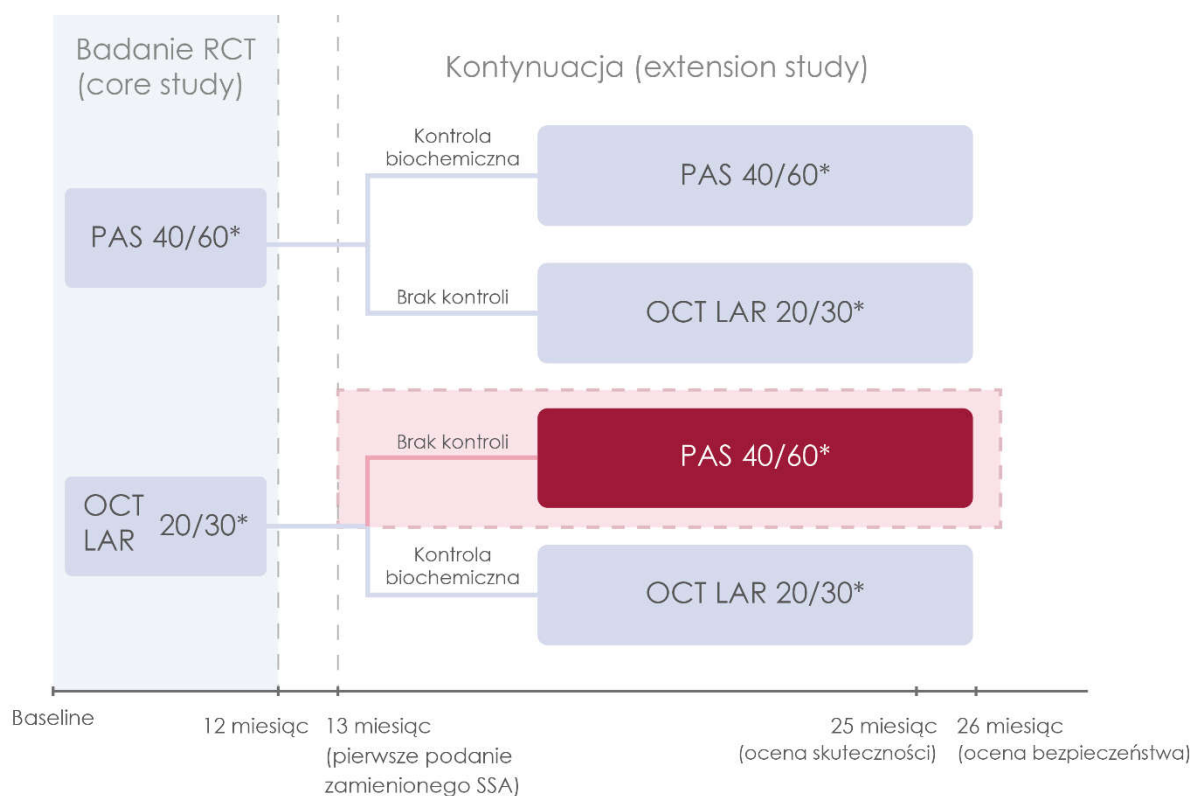 Badanie RCT
(core study)
Kontynuacja (extension study)
Kontrola
biochemiczna
PAS 40/60*
PAS 40/60*
Brak kontroli
OCT LAR 20/30*
Brak kontroli
PAS 40/60*
OCT
LAR
20/30*
Kontrola
biochemiczna
OCT LAR 20/30*
Baseline
12 miesiąc
13 miesiąc
(pierwsze podanie
zamienionego SSA)
25 miesiąc
(ocena skuteczności)
26 miesiąc
(ocena bezpieczeństwa)